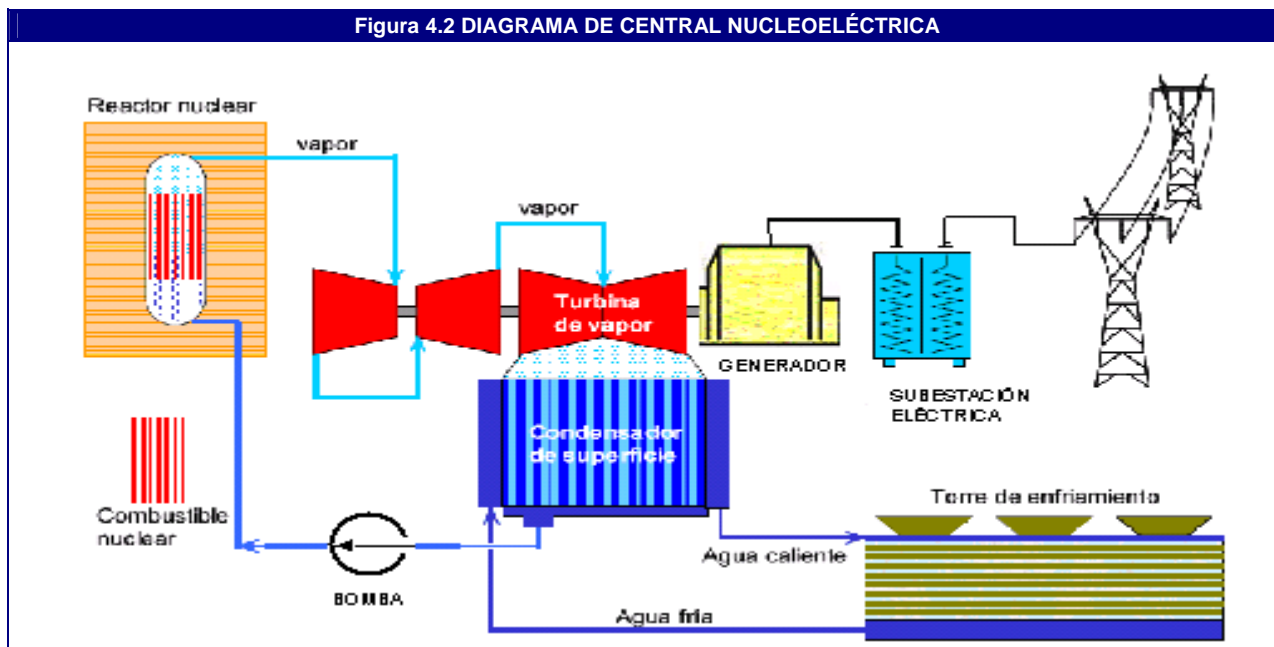 Figura 4.2 DIAGRAMA DE CENTRAL NUCLEOELÉCTRICA
Reactor nuclear
vapor
vapor
Turbina
de vapor
GENERADOR
SUBESTACIÓN
ELÉCTRICA
Condensador
de superficie
Combustible
nuclear
Torre de enfriamiento
Agua caliente
BOMBA
Agua fría